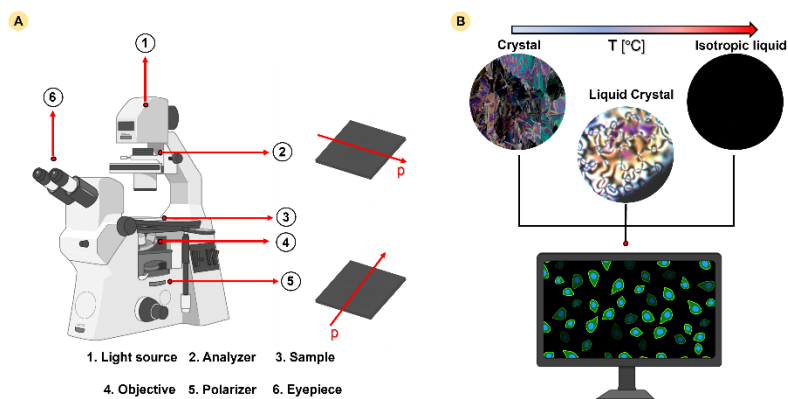 A
1
6
2
p
3
4
5
p
1. Light source 2. Analyzer 3. Sample
4. Objective 5. Polarizer 6. Eyepiece
B
T [°C]
Crystal
Isotropic liquid
Liquid Crystal